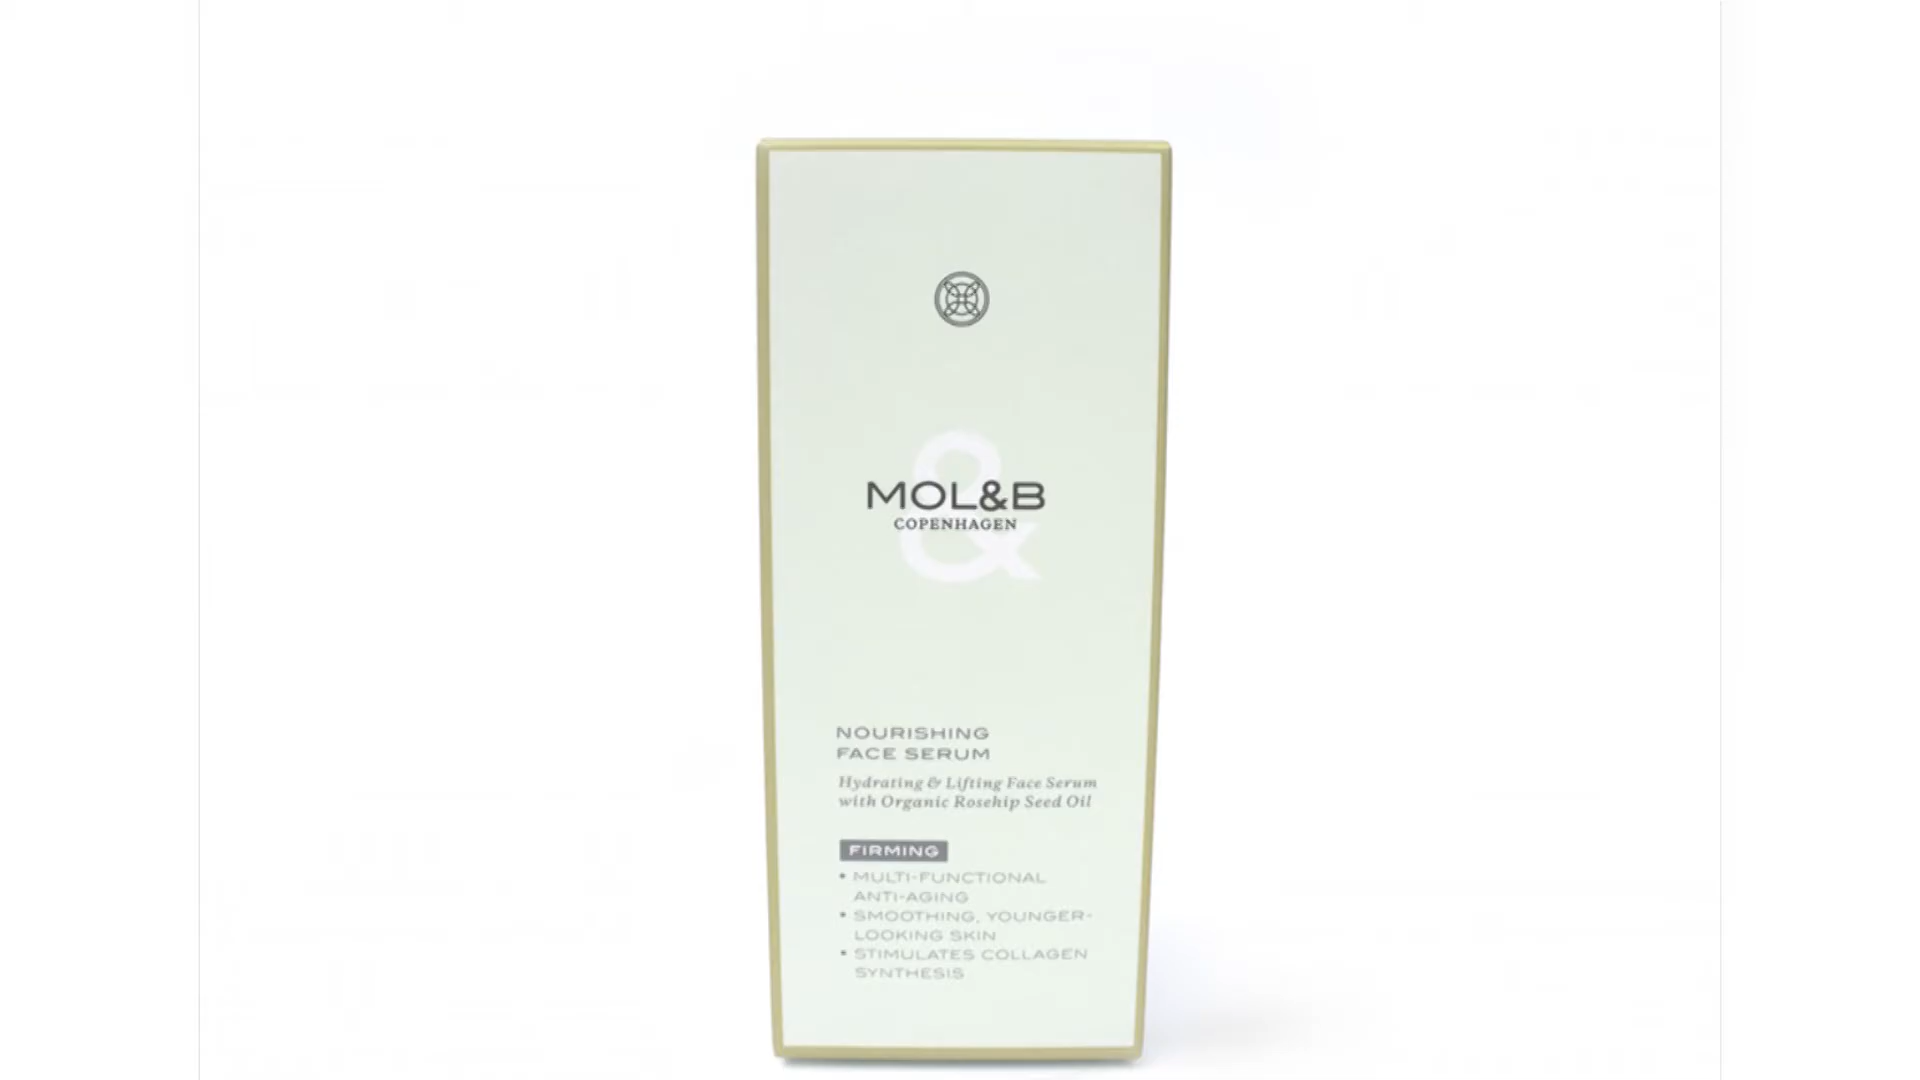 MOL&B
COPENHAGEN
NOURISHING
FACE SERUM
Hydrating & Lifting Face Serum
with Organic Rosehip Seed Oil
FIRMING
• MULTI-FUNCTIONAL
ANTI-AGING
• SMOOTHING, YOUNGER-
LOOKING SKIN
• STIMULATES COLLAGEN
SYNTHESIS